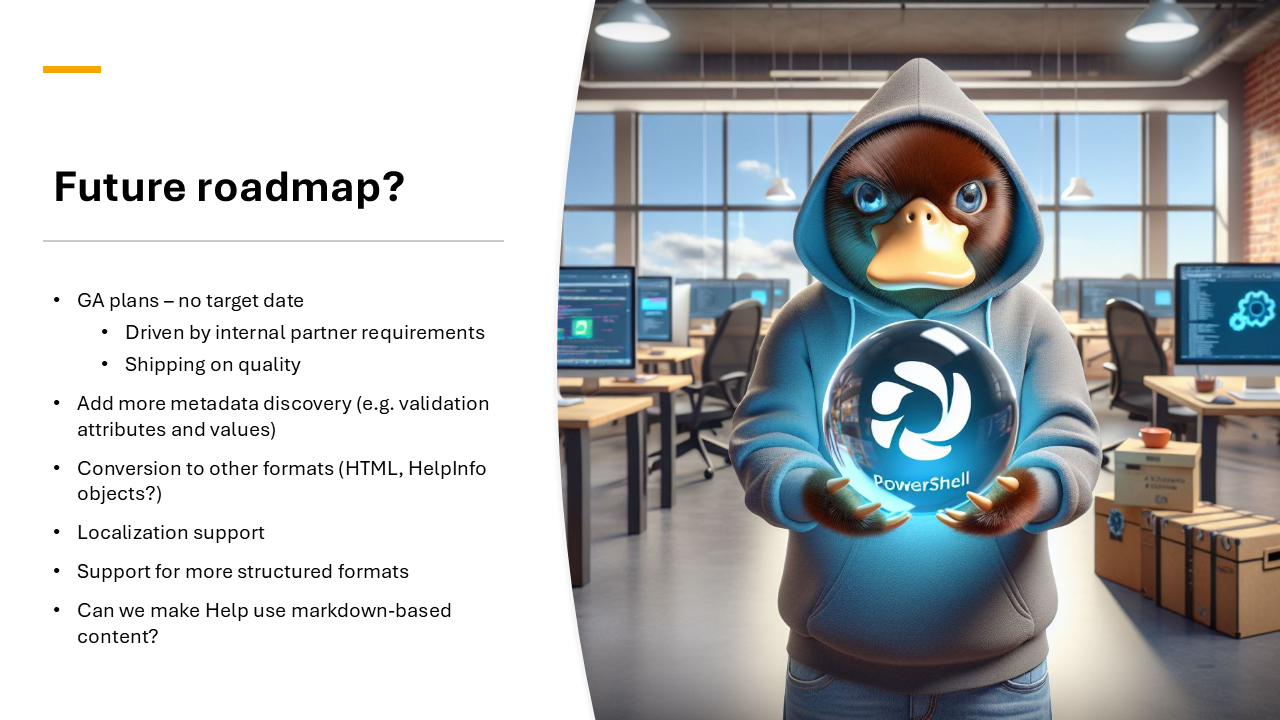 Future roadmap?
• GA plans – no target date
• Driven by internal partner requirements
• Shipping on quality
• Add more metadata discovery (e.g. validation
attributes and values)
• Conversion to other formats (HTML, HelpInfo
objects?)
• Localization support
• Support for more structured formats
• Can we make Help use markdown-based
content?
PowerShell